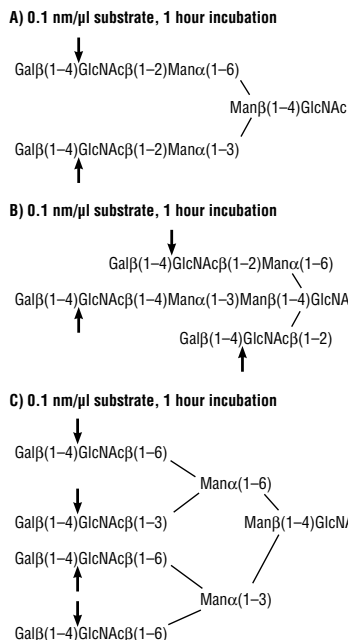 A) 0.1 nm/μl substrate, 1 hour incubation
Galβ(1–4)GlcNAcβ(1–2)Manα(1–6)
Manβ(1–4)GlcNAc
Galβ(1–4)GlcNAcβ(1–2)Manα(1–3)
B) 0.1 nm/μl substrate, 1 hour incubation
Galβ(1–4)GlcNAcβ(1–2)Manα(1–6)
Galβ(1–4)GlcNAcβ(1–4)Manα(1–3)Manβ(1–4)GlcNA
Galβ(1–4)GlcNAcβ(1–2)
C) 0.1 nm/μl substrate, 1 hour incubation
Galβ(1–4)GlcNAcβ(1–6)
Manα(1–6)
Galβ(1–4)GlcNAcβ(1–3)
Manβ(1–4)GlcNA
Galβ(1–4)GlcNAcβ(1–6)
Manα(1–3)
Galβ(1–4)GlcNAcβ(1–6)